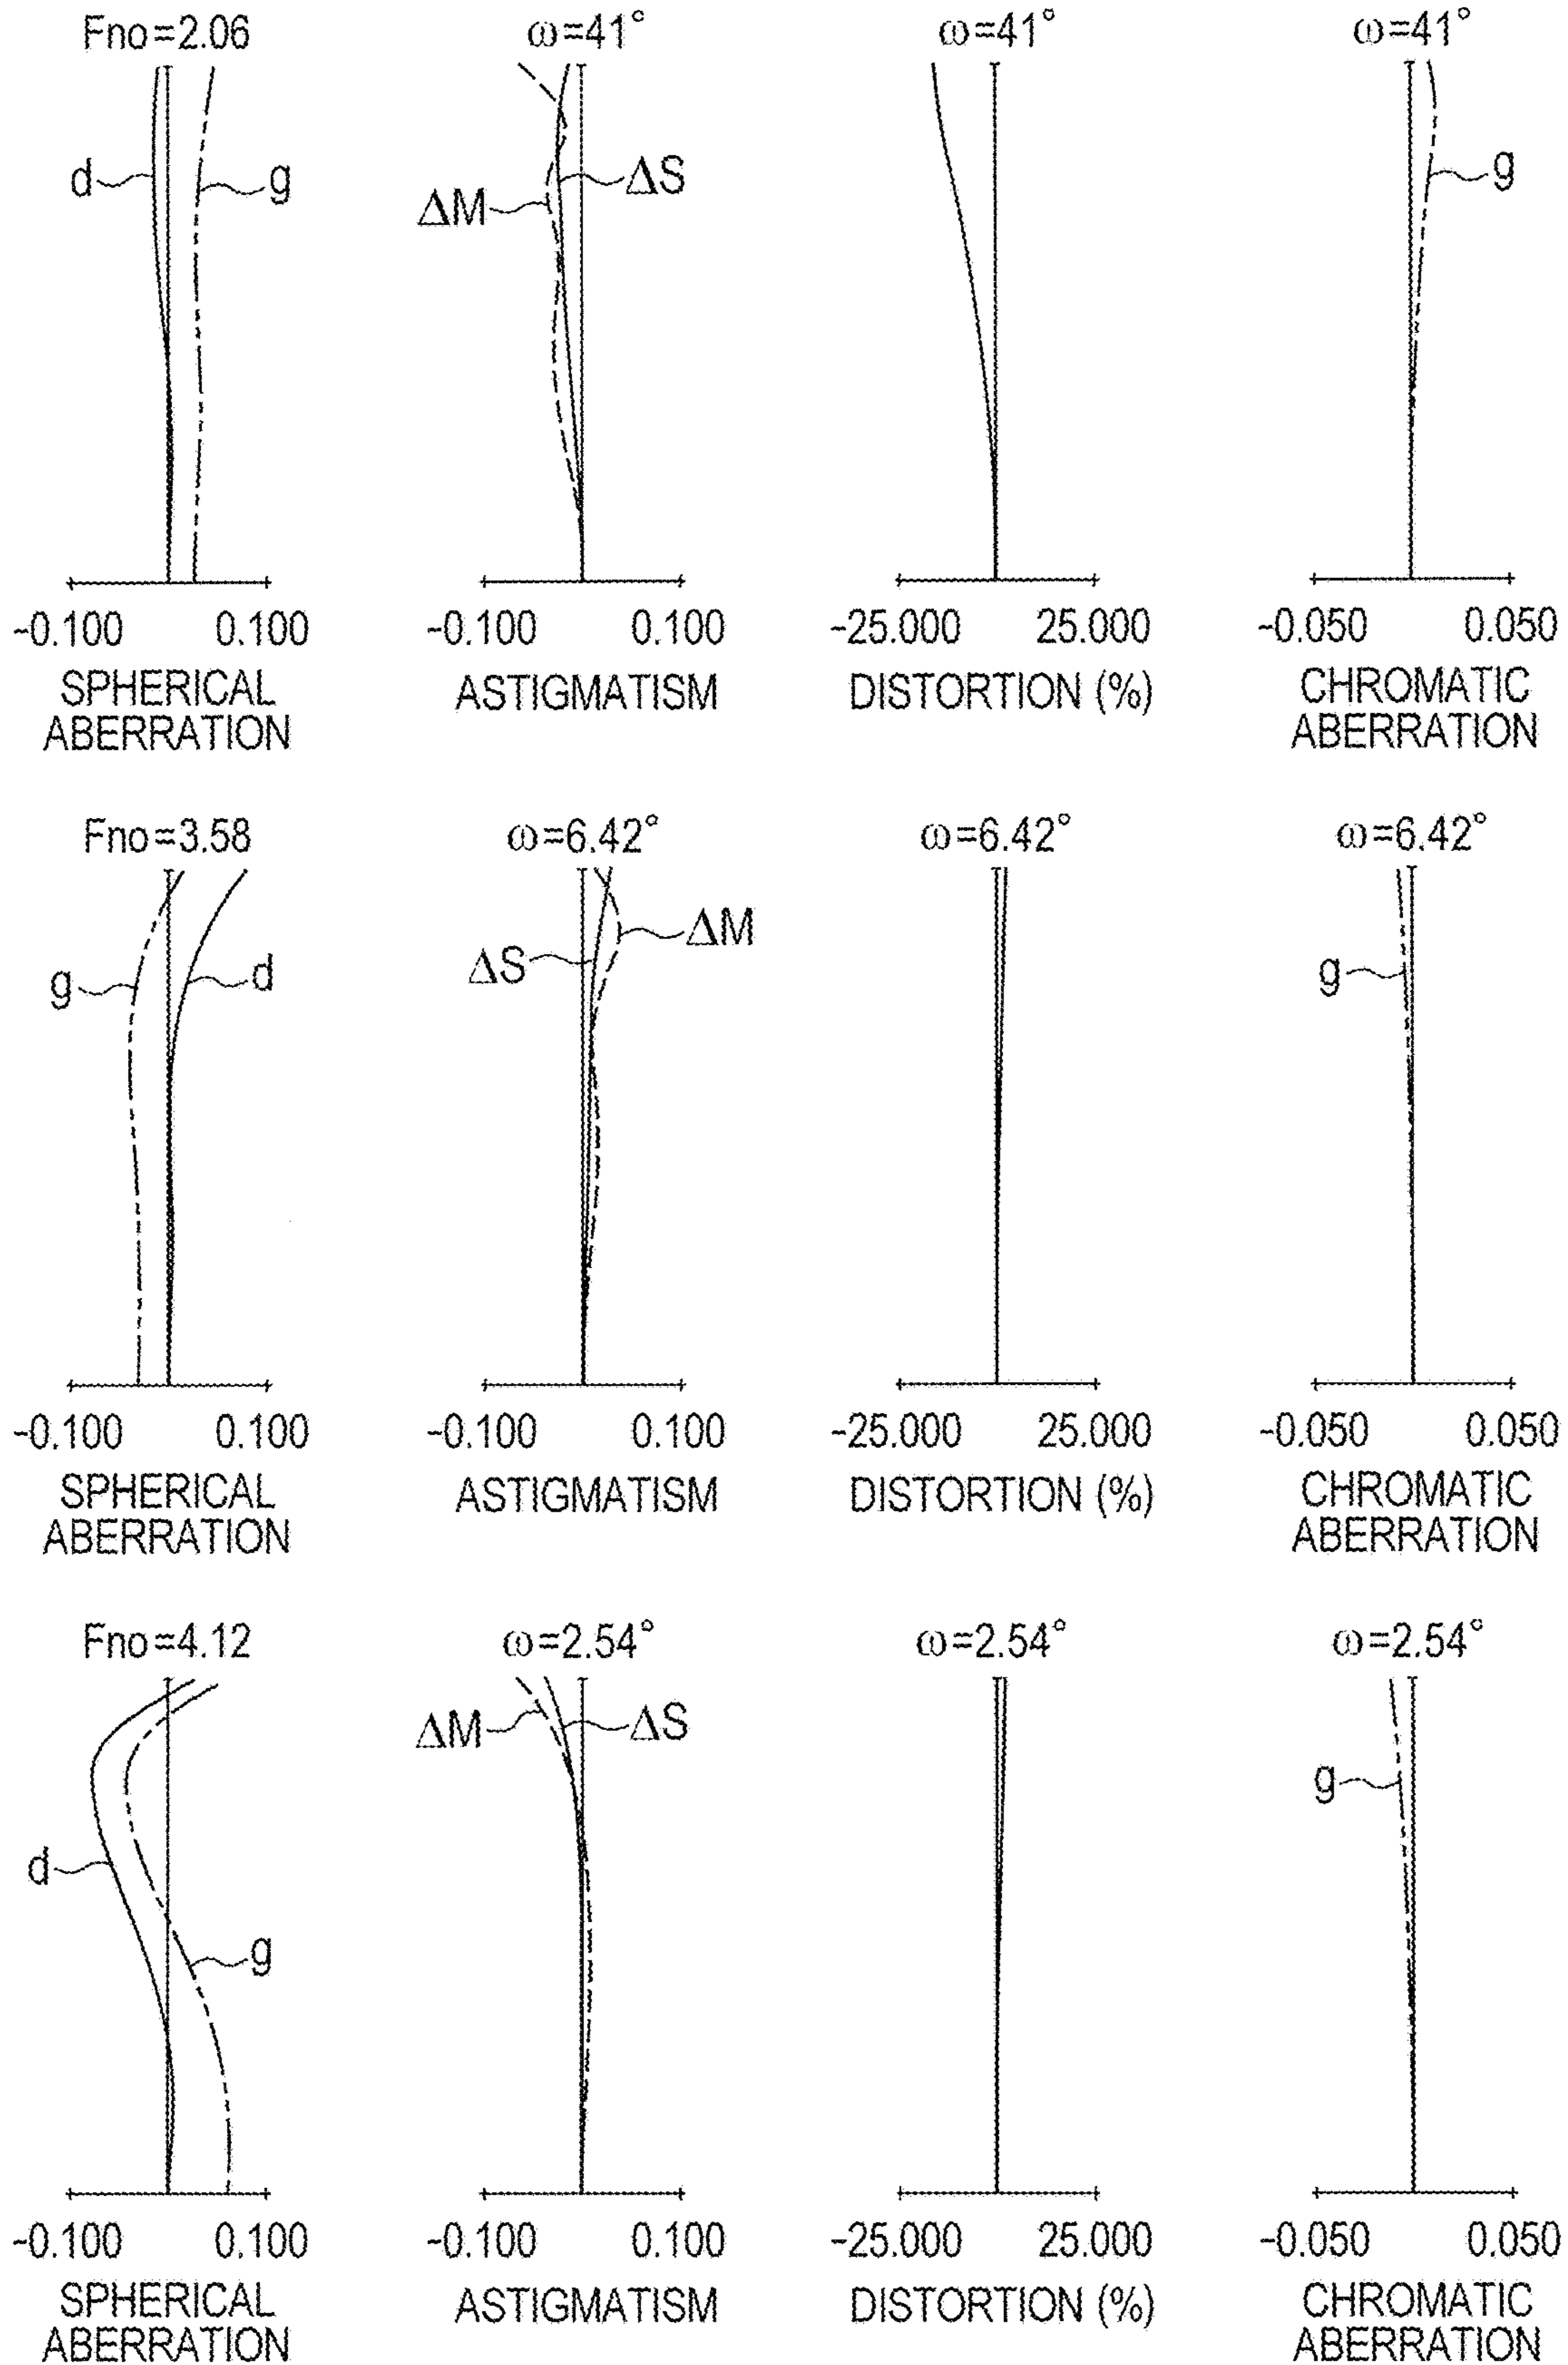 Fno=2.06
ω=41°
ω=41°
ω=41°
d
g
ΔM
ΔS
g
-0.100
0.100
-0.100
0.100
-25.000
25.000
-0.050
0.050
SPHERICAL
ABERRATION
ASTIGMATISM
DISTORTION (%)
CHROMATIC
ABERRATION
Fno=3.58
ω=6.42°
ω=6.42°
ω=6.42°
g
d
ΔS
ΔM
g
-0.100
0.100
-0.100
0.100
-25.000
25.000
-0.050
0.050
SPHERICAL
ABERRATION
ASTIGMATISM
DISTORTION (%)
CHROMATIC
ABERRATION
Fno=4.12
ω=2.54°
ω=2.54°
ω=2.54°
d
g
ΔM
ΔS
g
-0.100
0.100
-0.100
0.100
-25.000
25.000
-0.050
0.050
SPHERICAL
ABERRATION
ASTIGMATISM
DISTORTION (%)
CHROMATIC
ABERRATION